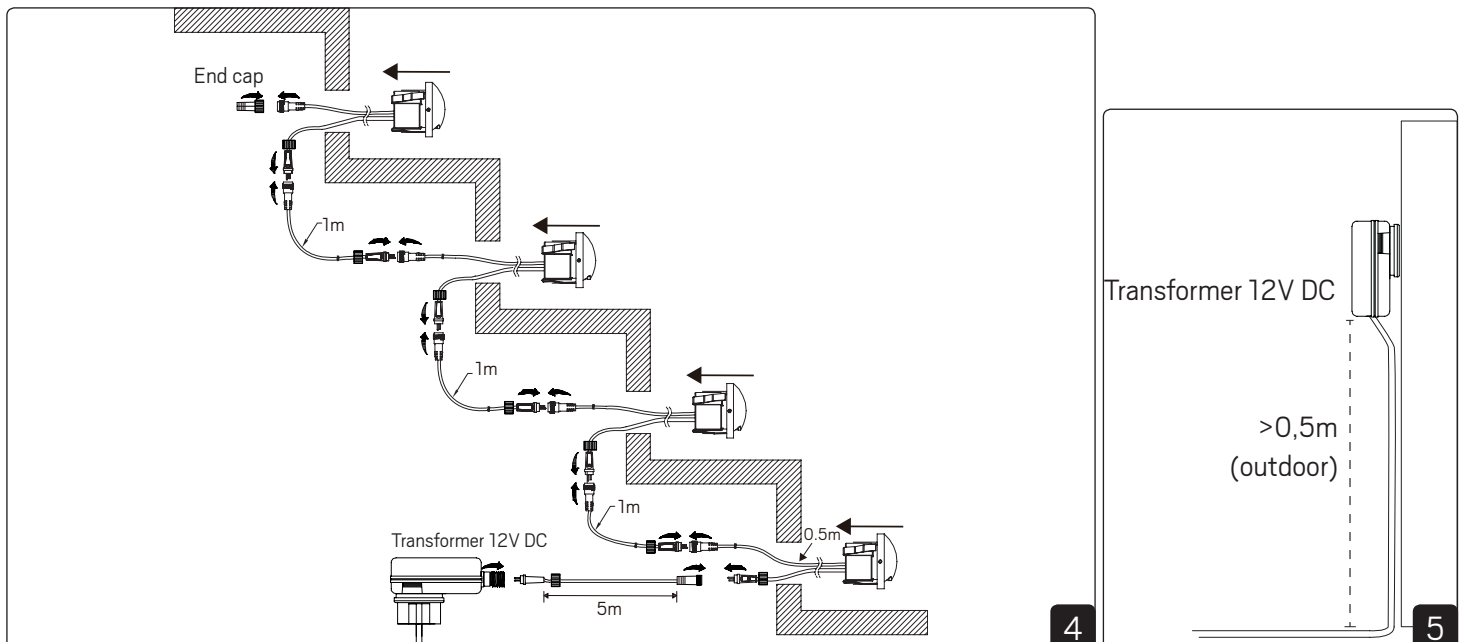 End cap
1m
1m
1m
0.5m
Transformer 12V DC
5m
4
Transformer 12V DC
>0,5m
(outdoor)
5